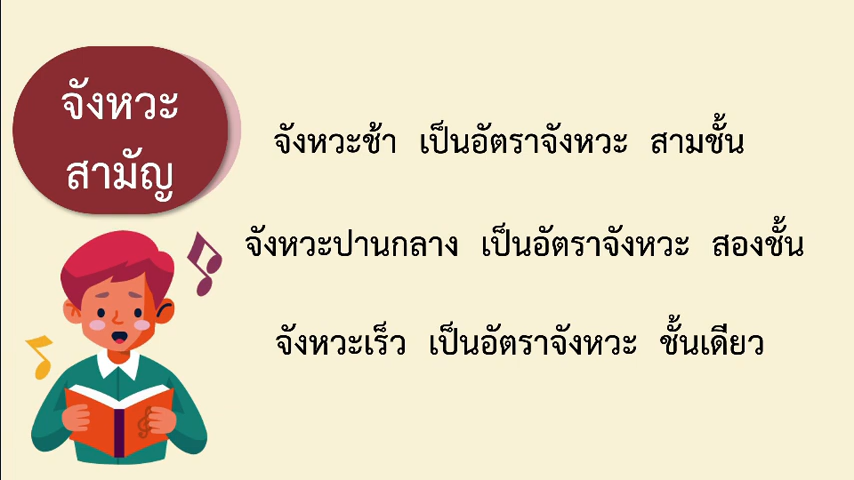 จังหวะ
สามัญ
จังหวะช้า เป็นอัตราจังหวะ สามชั้น
จังหวะปานกลาง เป็นอัตราจังหวะ สองชั้น
จังหวะเร็ว เป็นอัตราจังหวะ ชั้นเดียว